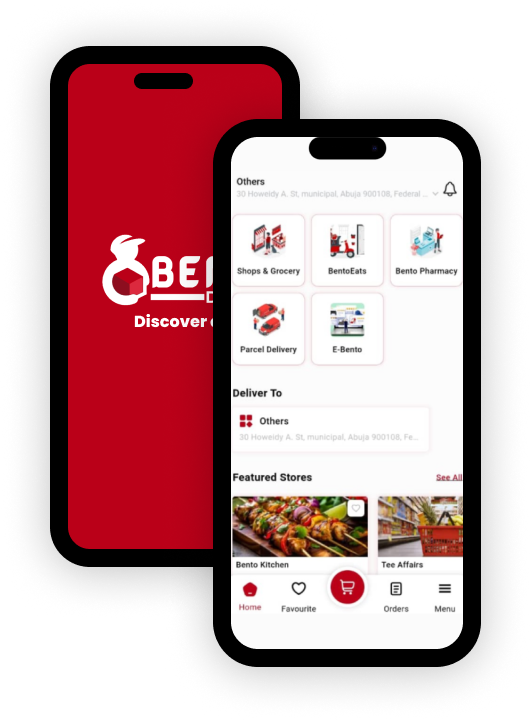 BEN
D
Discover
Others
30 Howeidy A. St, municipal, Abuja 900108, Federal ...
Shops & Grocery
BentoEats
Bento Pharmacy
Parcel Delivery
E-Bento
Deliver To
Others
30 Howeidy A. St, municipal, Abuja 900108, Fe...
Featured Stores
See All
Bento Kitchen
Tee Affairs
Home
Favourite
Orders
Menu